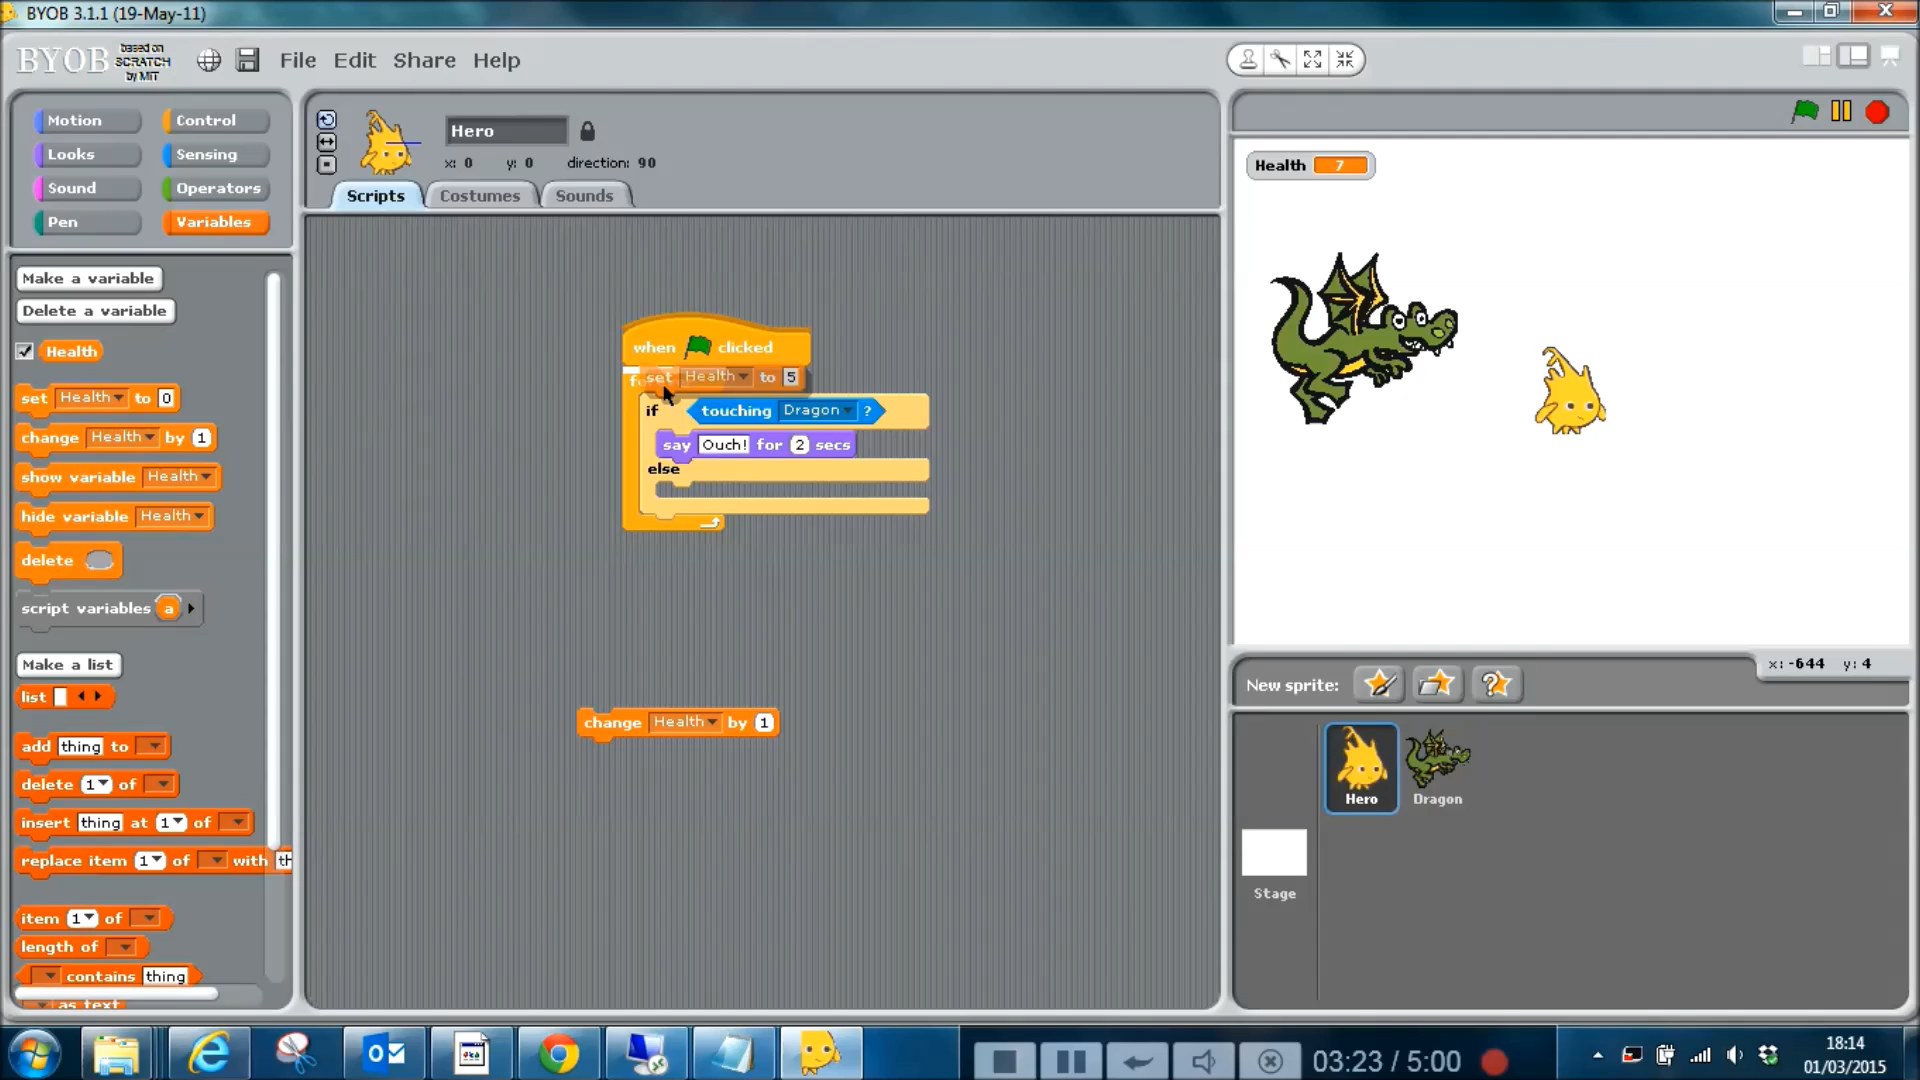 BYOB 3.1.1 (19-May-11)
BYOB
based on
SCRATCH
by MIT
File Edit Share Help
Motion Control
Looks Sensing
Sound Operators
Pen Variables
Make a variable
Delete a variable
Health
set Health to 0
change Health by 1
show variable Health
hide variable Health
delete
script variables a
Make a list
list
add thing to
delete 1 of
insert thing at 1 of
replace item 1 of with th
item 1 of
length of
contains thing
as text
Hero
x: 0 y: 0 direction: 90
Scripts Costumes Sounds
when clicked
set Health to 5
if touching Dragon ?
say Ouch! for 2 secs
else
change Health by 1
Health 7
x: -644 y: 4
New sprite:
Hero
Dragon
Stage
03:23 / 5:00
18:14
01/03/2015